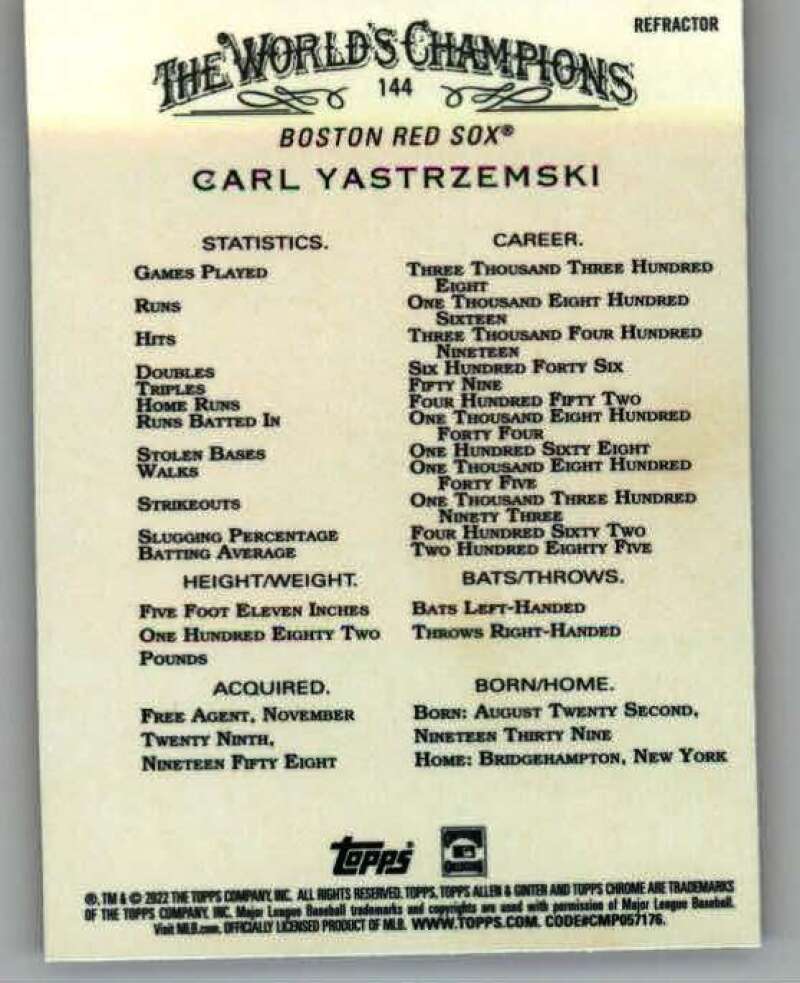 REFRACTOR
THE WORLD'S CHAMPIONS
144
BOSTON RED SOX®
CARL YASTRZEMSKI
STATISTICS. CAREER.
GAMES PLAYED THREE THOUSAND THREE HUNDRED
EIGHT
RUNS ONE THOUSAND EIGHT HUNDRED
SIXTEEN
HITS THREE THOUSAND FOUR HUNDRED
NINETEEN
DOUBLES SIX HUNDRED FORTY SIX
TRIPLES FIFTY NINE
HOME RUNS FOUR HUNDRED FIFTY TWO
RUNS BATTED IN ONE THOUSAND EIGHT HUNDRED
FORTY FOUR
STOLEN BASES ONE HUNDRED SIXTY EIGHT
WALKS ONE THOUSAND EIGHT HUNDRED
FORTY FIVE
STRIKEOUTS ONE THOUSAND THREE HUNDRED
NINETY THREE
SLUGGING PERCENTAGE FOUR HUNDRED SIXTY TWO
BATTING AVERAGE TWO HUNDRED EIGHTY FIVE
HEIGHT/WEIGHT. BATS/THROWS.
FIVE FOOT ELEVEN INCHES BATS LEFT-HANDED
ONE HUNDRED EIGHTY TWO THROWS RIGHT-HANDED
POUNDS
ACQUIRED. BORN/HOME.
FREE AGENT, NOVEMBER BORN: AUGUST TWENTY SECOND,
TWENTY NINTH, NINETEEN THIRTY NINE
NINETEEN FIFTY EIGHT HOME: BRIDGEHAMPTON, NEW YORK
topps
®, TM & © 2022 THE TOPPS COMPANY, INC. ALL RIGHTS RESERVED. TOPPS, TOPPS ALLEN & GINTER AND TOPPS CHROME ARE TRADEMARKS
OF THE TOPPS COMPANY, INC. Major League Baseball trademarks and copyrights are used with permission of Major League Baseball.
Visit MLB.com. OFFICIALLY LICENSED PRODUCT OF MLB. WWW.TOPPS.COM. CODE#CMP057176.